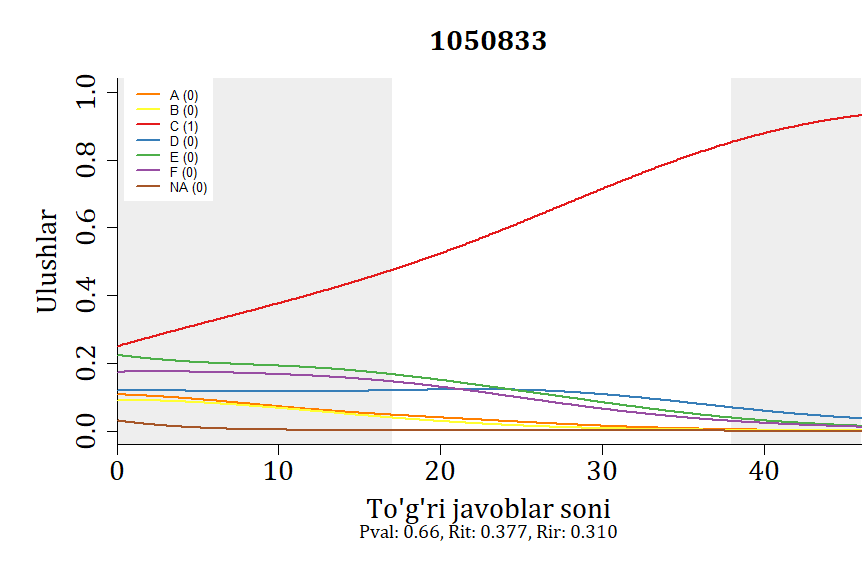 1050833
A (0)
B (0)
C (1)
D (0)
E (0)
F (0)
NA (0)
Ulushlar
1.0
0.8
0.6
0.4
0.2
0.0
0 10 20 30 40
To'g'ri javoblar soni
Pval: 0.66, Rit: 0.377, Rir: 0.310